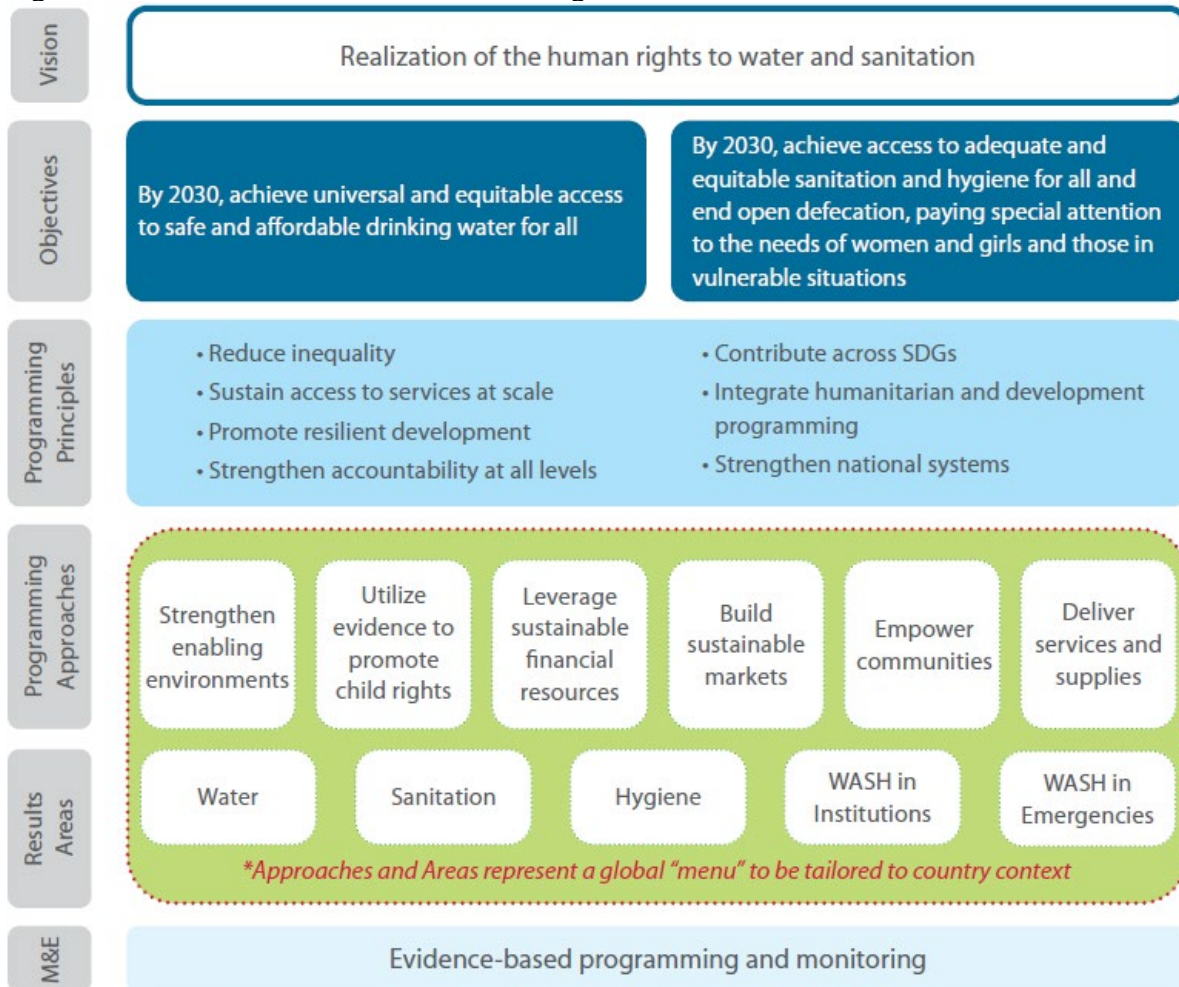 Vision
Realization of the human rights to water and sanitation
Objectives
By 2030, achieve universal and equitable access
to safe and affordable drinking water for all
By 2030, achieve access to adequate and
equitable sanitation and hygiene for all and
end open defecation, paying special attention
to the needs of women and girls and those in
vulnerable situations
Programming
Principles
• Reduce inequality
• Sustain access to services at scale
• Promote resilient development
• Strengthen accountability at all levels
• Contribute across SDGs
• Integrate humanitarian and development
programming
• Strengthen national systems
Programming
Approaches
Strengthen
enabling
environments
Utilize
evidence to
promote
child rights
Leverage
sustainable
financial
resources
Build
sustainable
markets
Empower
communities
Deliver
services and
supplies
Results
Areas
Water
Sanitation
Hygiene
WASH in
Institutions
WASH in
Emergencies
*Approaches and Areas represent a global “menu” to be tailored to country context
M&E
Evidence-based programming and monitoring